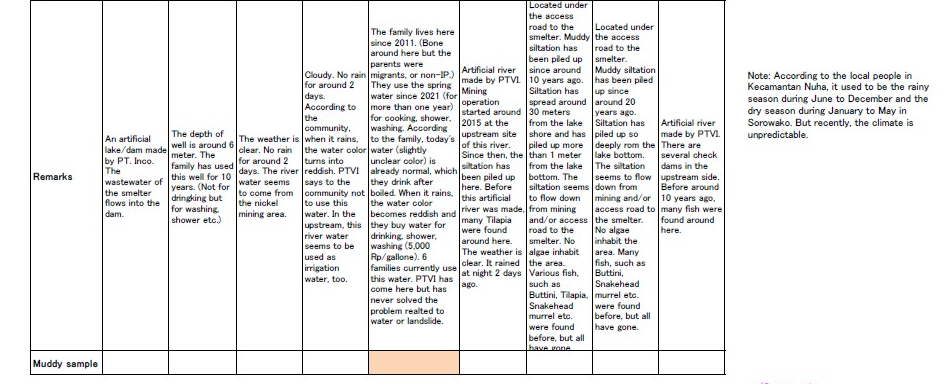 Remarks
An artificial
lake/dam made
by PT. Inco.
The
wastewater of
the smelter
flows into the
dam.
The depth of
well is around 6
meter. The
family has used
this well for 10
years. (Not for
dringking but
for washing,
shower etc.)
The weather is
clear. No rain
for around 2
days. The river
water seems to
come from the
nickel
mining area.
Cloudy. No rain
for around 2
days.
According to
the
community,
when it rains,
the water color
turns into
reddish. PTVI
says to the
community not
to use this
water. In the
upstream, this
river water
seems to be
used as
irrigation
water, too.
The family lives here
since 2011. (Bone
around here but the
parents were
migrants, or non-IP.)
They use the spring
water since 2021 (for
more than one year)
for cooking, shower,
washing. According
to the family, today's
water (slightly
unclear color) is
already normal, which
they drink after
boiled. When it rains,
the water color
becomes reddish and
they buy water for
drinking, shower,
washing (5,000
Rp/gallone). 6
families currently use
this water. PTVI has
come here but has
never solved the
problem realted to
water or landslide.
Artificial river
made by PTVI.
Mining
operation
started around
2015 at the
upstream site
of this river.
Since then, the
siltation has
been piled up
here. Before
this artificial
river was made,
many Tilapia
were found
around here.
The weather is
clear. It rained
at night 2 days
ago.
Located under
the access
road to the
smelter. Muddy
siltation has
been piled up
since around
10 years ago.
Siltation has
spread around
30 meters
from the lake
shore and has
piled up more
than 1 meter
from the lake
bottom. The
siltation seems
to flow down
from mining
and/or access
road to the
smelter. No
algae inhabit
the area.
Various fish,
such as
Buttini, Tilapia,
Snakehead
murrel etc.
were found
before, but all
have gone
Located under
the access
road to the
smelter.
Muddy siltation
has been piled
up since
around 20
years ago.
Siltation has
piled up so
deeply rom the
lake bottom.
The siltation
seems to flow
down from
mining and/or
access road to
the smelter.
No algae
inhabit the
area. Many
fish, such as
Buttini,
Snakehead
murrel etc.
were found
before, but all
have gone.
Artificial river
made by PTVI.
There are
several check
dams in the
upstream side.
Before around
10 years ago,
many fish were
found around
here.
Muddy sample
Note: According to the local people in
Kecamantan Nuha, it used to be the rainy
season during June to December and the
dry season during January to May in
Sorowako. But recently, the climate is
unpredictable.